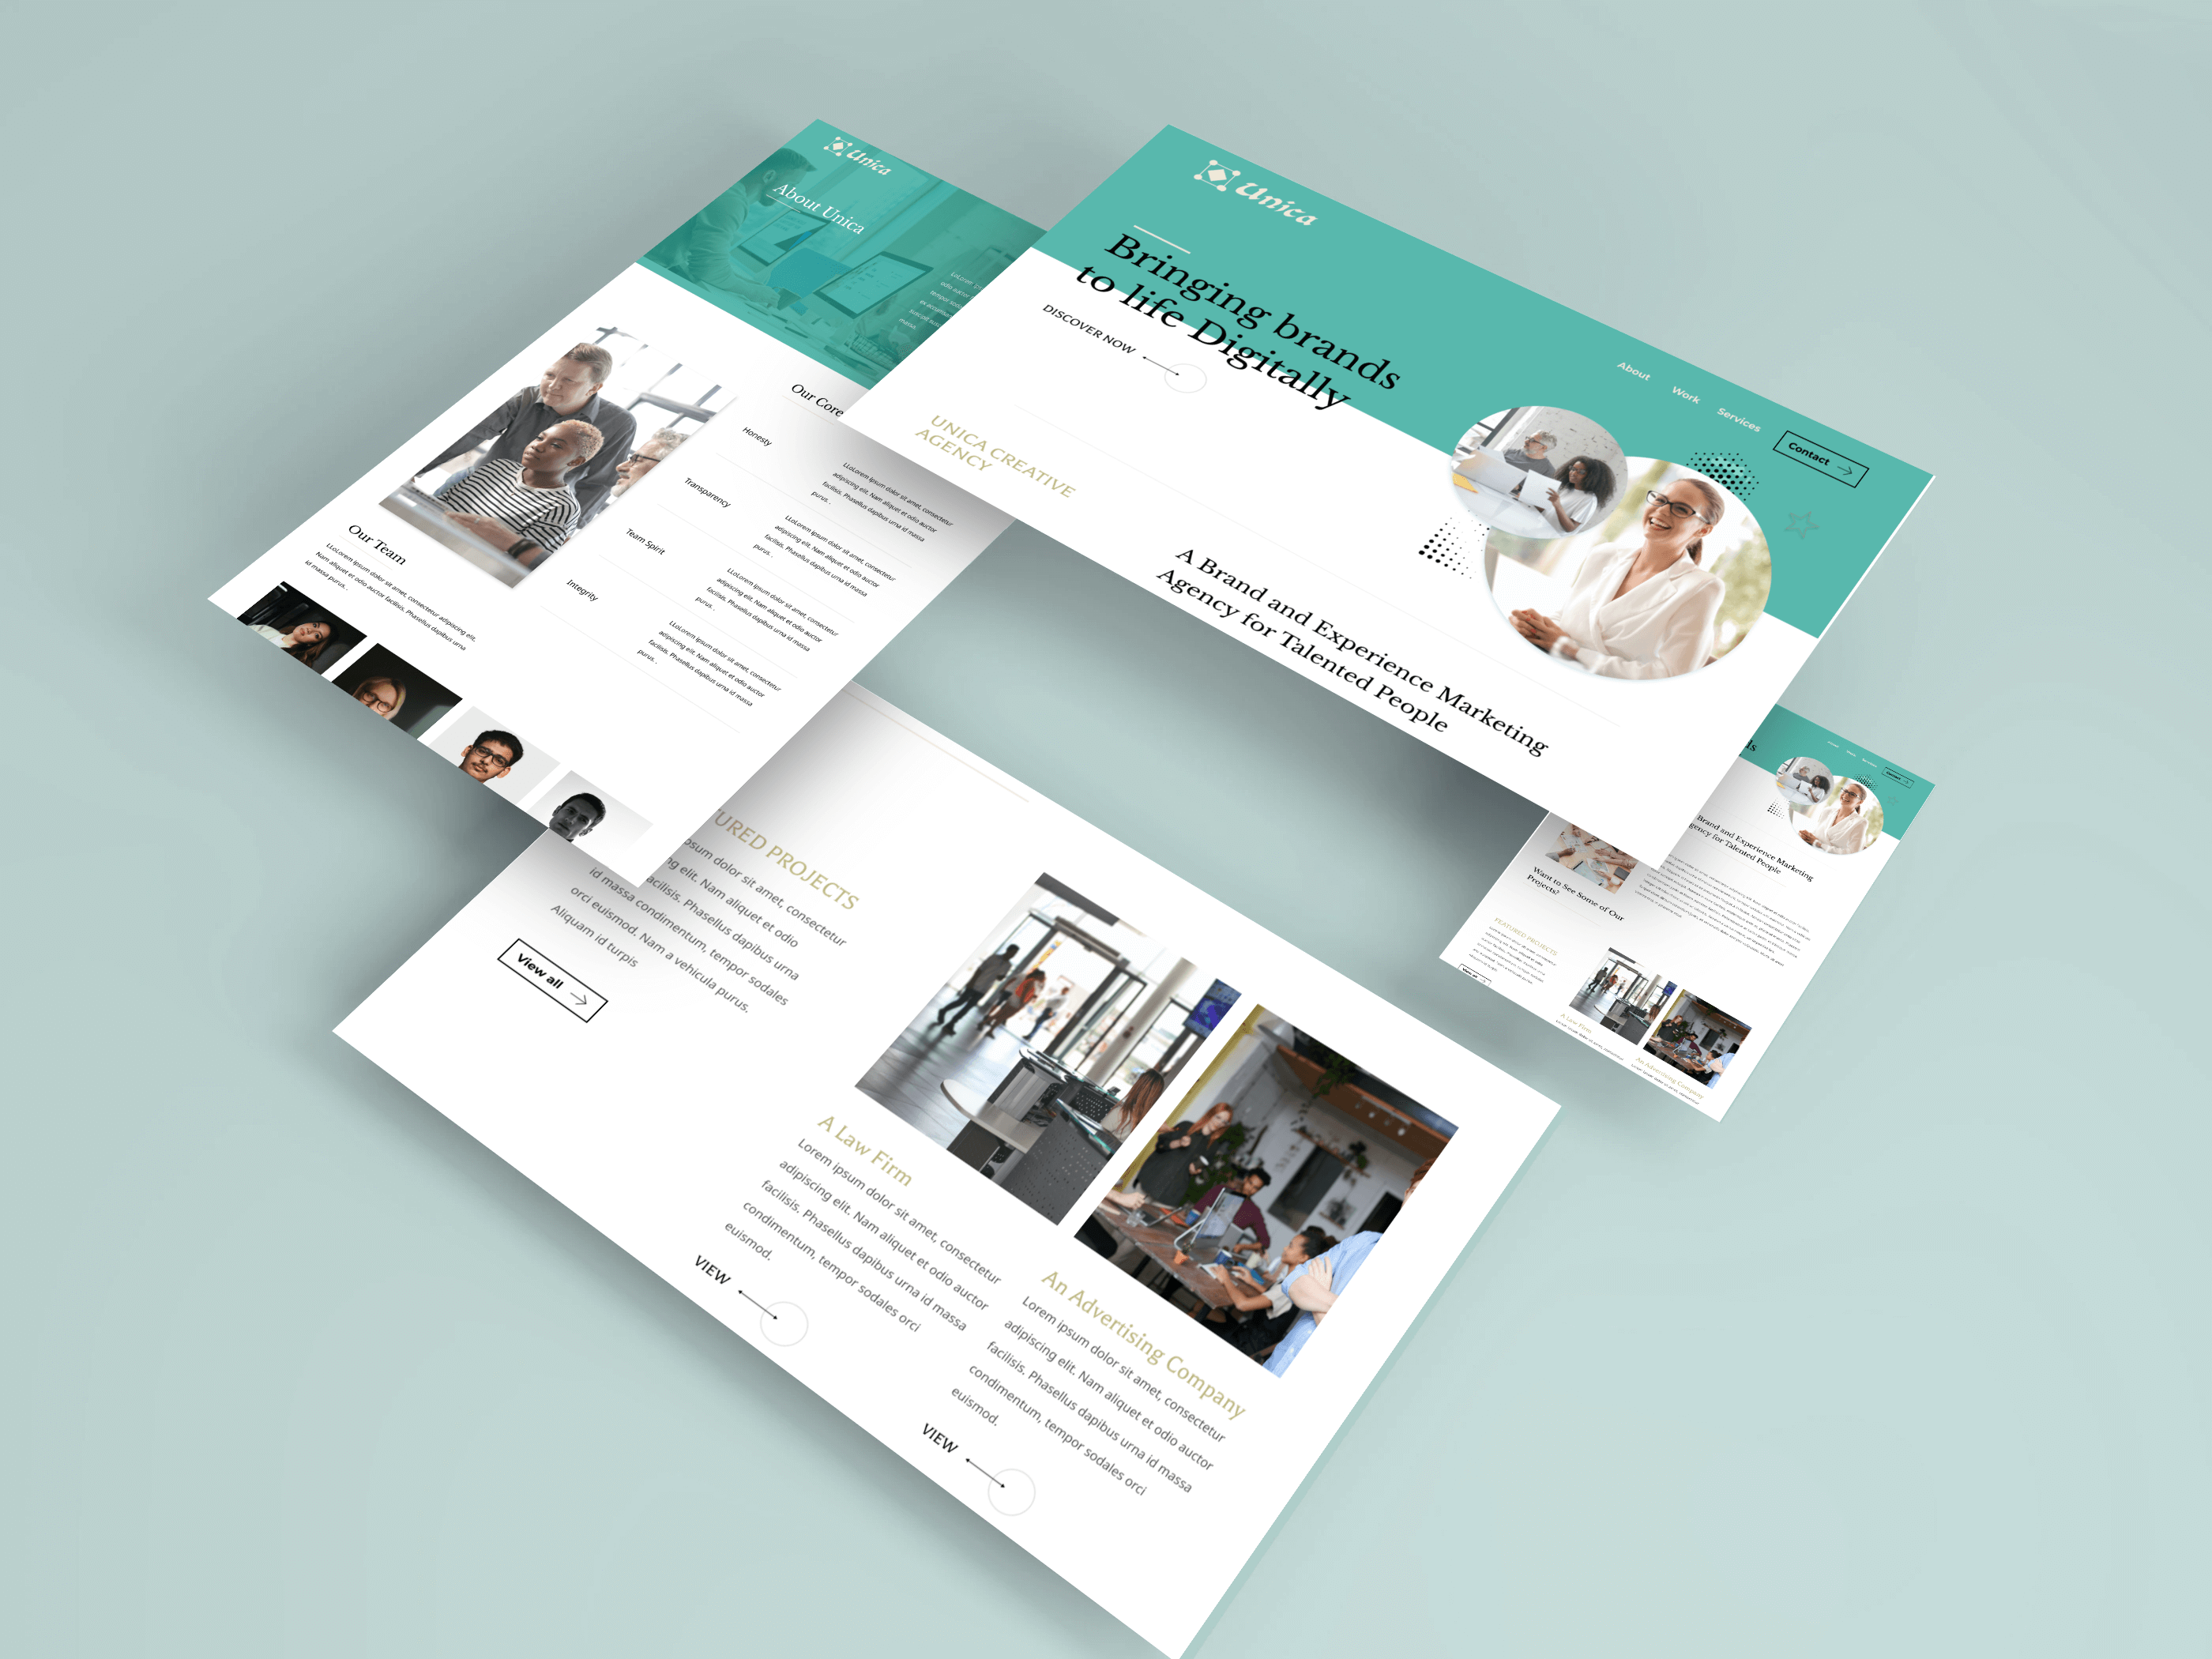 Unica
About Unica
Our Core
Honesty
LLoLorem ipsum dolor sit amet, consectetur
adipiscing elit. Nam aliquet et odio auctor
facilisis. Phasellus dapibus urna id massa
purus. .
Transparency
LLoLorem ipsum dolor sit amet, consectetur
adipiscing elit. Nam aliquet et odio auctor
facilisis. Phasellus dapibus urna id massa
purus. .
Team Spirit
LLoLorem ipsum dolor sit amet, consectetur
adipiscing elit. Nam aliquet et odio auctor
facilisis. Phasellus dapibus urna id massa
purus. .
Integrity
LLoLorem ipsum dolor sit amet, consectetur
adipiscing elit. Nam aliquet et odio auctor
facilisis. Phasellus dapibus urna id massa
purus. .
Our Team
LLoLorem ipsum dolor sit amet, consectetur adipiscing elit.
Nam aliquet et odio auctor facilisis. Phasellus dapibus urna
id massa purus. .
Unica
About
Work
Services
Contact
Bringing brands
to life Digitally
DISCOVER NOW
UNICA CREATIVE
AGENCY
A Brand and Experience Marketing
Agency for Talented People
URED PROJECTS
psum dolor sit amet, consectetur
ng elit. Nam aliquet et odio
acilisis. Phasellus dapibus urna
id massa condimentum, tempor sodales
orci euismod. Nam a vehicula purus.
Aliquam id turpis
View all
A Law Firm
Lorem ipsum dolor sit amet, consectetur
adipiscing elit. Nam aliquet et odio auctor
facilisis. Phasellus dapibus urna id massa
condimentum, tempor sodales orci
euismod.
VIEW
An Advertising Company
Lorem ipsum dolor sit amet, consectetur
adipiscing elit. Nam aliquet et odio auctor
facilisis. Phasellus dapibus urna id massa
condimentum, tempor sodales orci
euismod.
VIEW
ds
Contact
Brand and Experience Marketing
gency for Talented People
Want to See Some of Our
Projects?
FEATURED PROJECTS
View all
A Law Firm
An Advertising Company